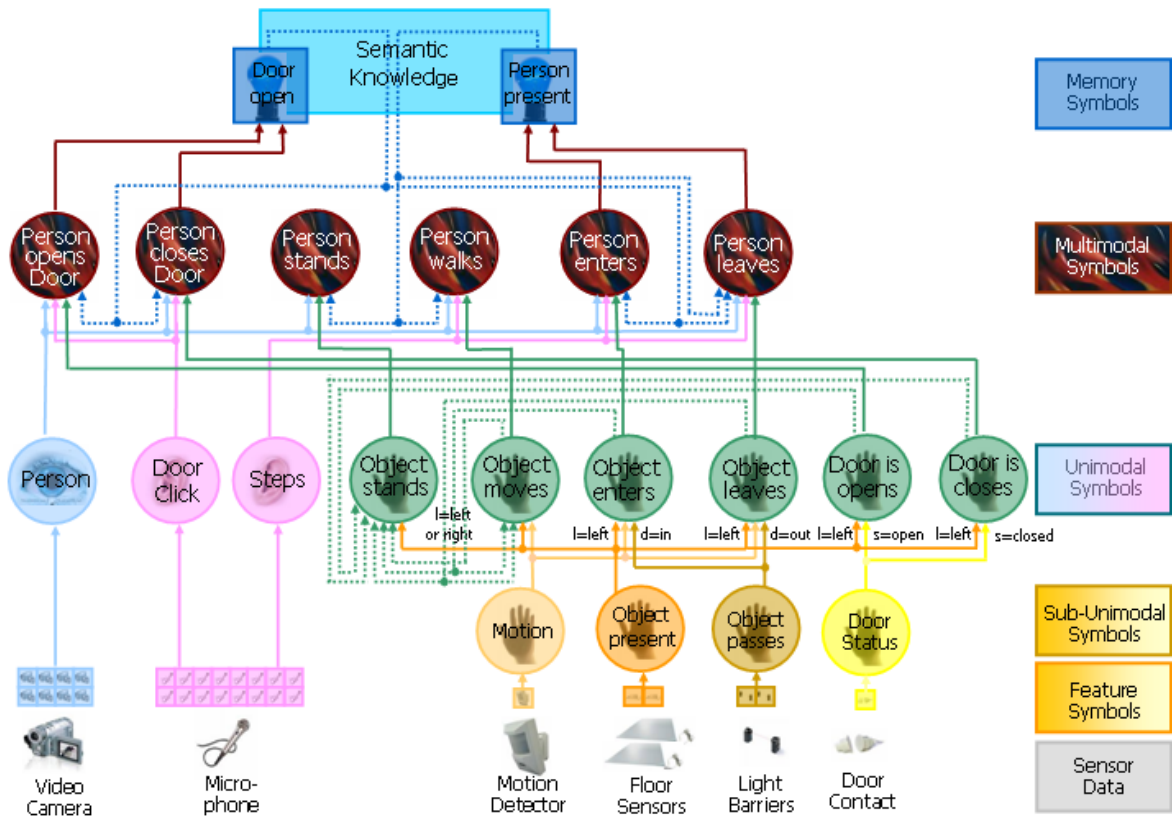 Semantic
Knowledge
Door
open
Person
present
Memory
Symbols
Person
opens
Door
Person
closes
Door
Person
stands
Person
walks
Person
enters
Person
leaves
Multimodal
Symbols
Person
Door
Click
Steps
Object
stands
Object
moves
Object
enters
Object
leaves
Door is
opens
Door is
closes
Unimodal
Symbols
l=left
or right
l=left
d=in
l=left
d=out
l=left
s=open
l=left
s=closed
Motion
Object
present
Object
passes
Door
Status
Sub-Unimodal
Symbols
Feature
Symbols
Video
Camera
Micro-
phone
Motion
Detector
Floor
Sensors
Light
Barriers
Door
Contact
Sensor
Data